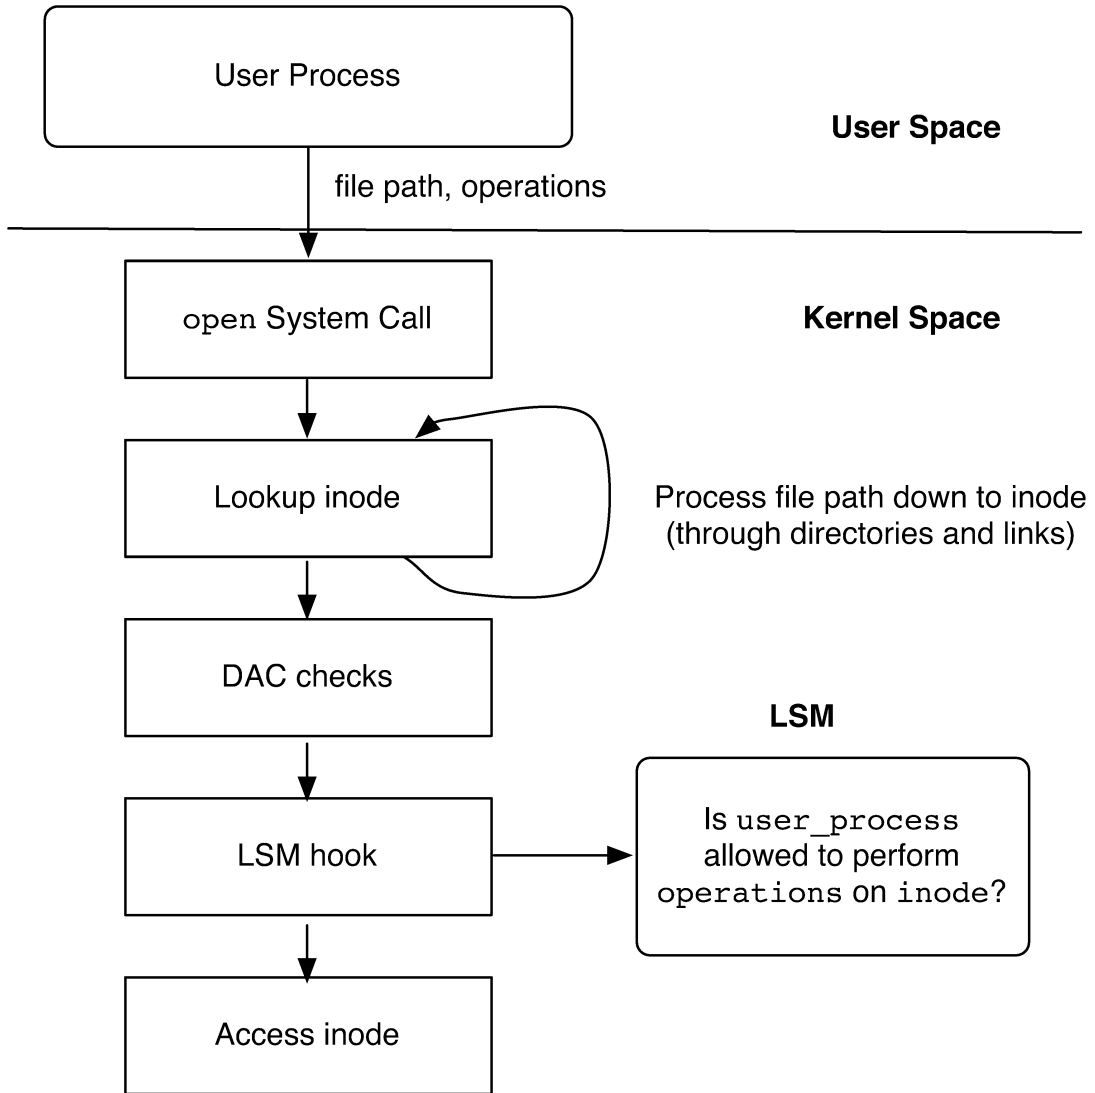 User Process
User Space
file path, operations
open System Call
Kernel Space
Lookup inode
Process file path down to inode
(through directories and links)
DAC checks
LSM
LSM hook
Is user_process
allowed to perform
operations on inode?
Access inode